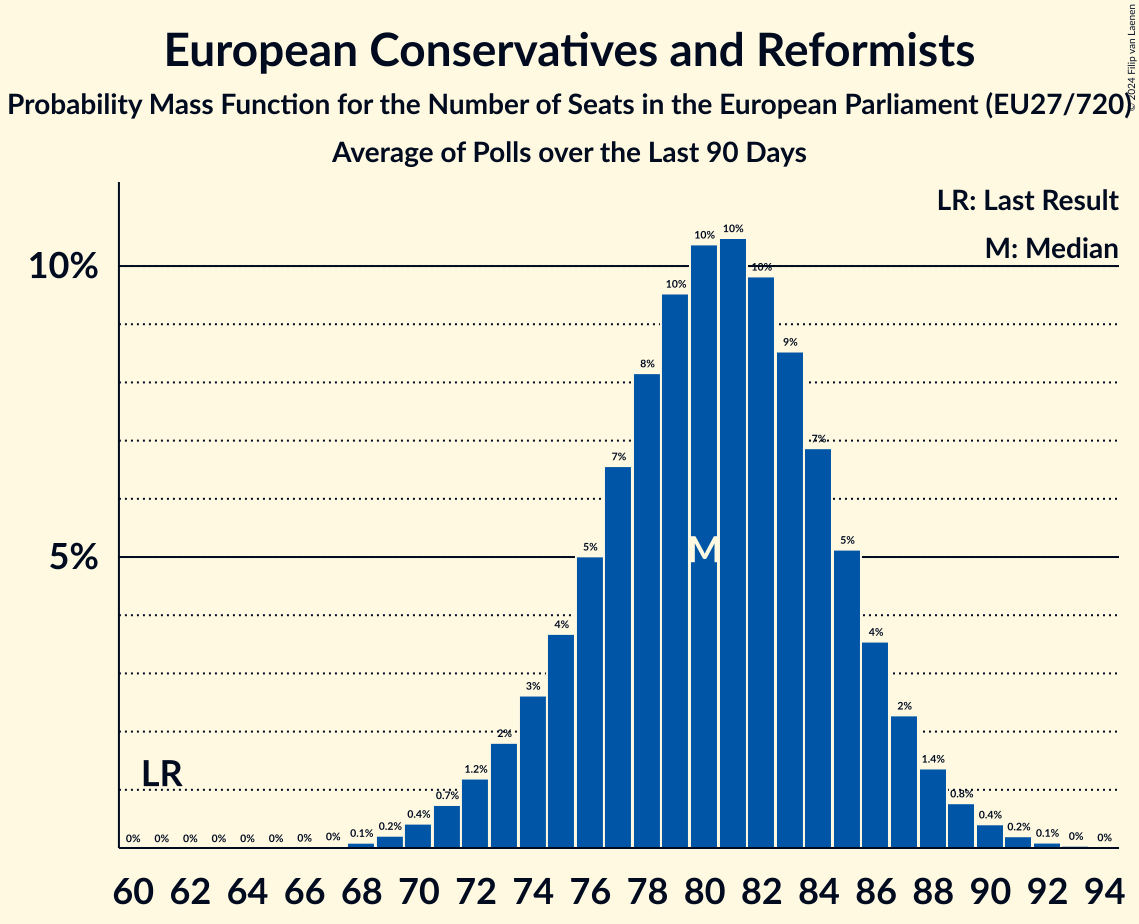 European Conservatives and Reformists
Probability Mass Function for the Number of Seats in the European Parliament (EU27/720)
Average of Polls over the Last 90 Days
© 2024 Filip van Laenen
LR: Last Result
M: Median
10%
5%
LR
M
0% 0% 0% 0% 0% 0% 0% 0% 0.1% 0.2% 0.4% 0.7% 1.2% 2% 3% 4% 5% 7% 8% 10% 10% 10% 10% 9% 7% 5% 4% 2% 1.4% 0.8% 0.4% 0.2% 0.1% 0% 0%
60 62 64 66 68 70 72 74 76 78 80 82 84 86 88 90 92 94